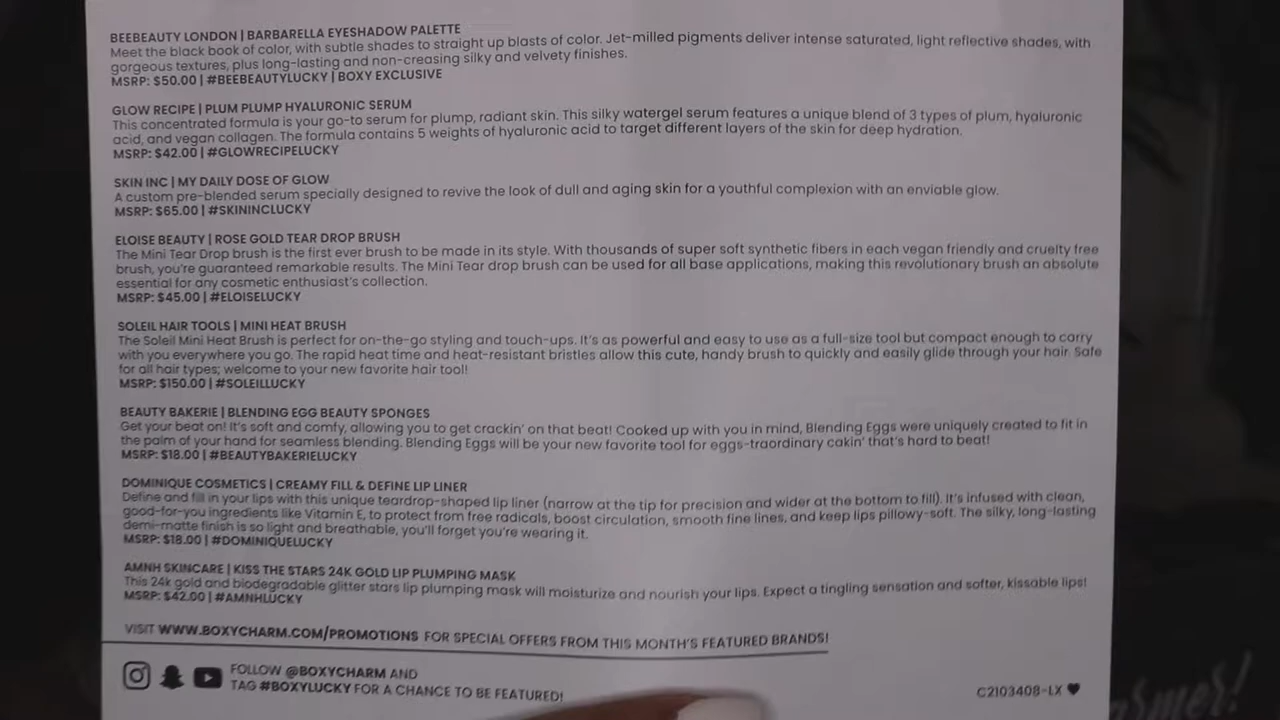 BEEBEAUTY LONDON | BARBARELLA EYESHADOW PALETTE
Meet the black book of color, with subtle shades to straight up blasts of color. Jet-milled pigments deliver intense saturated, light reflective shades, with
gorgeous textures, plus long-lasting and non-creasing silky and velvety finishes.
MSRP: $50.00 | #BEEBEAUTYLUCKY | BOXY EXCLUSIVE
GLOW RECIPE | PLUM PLUMP HYALURONIC SERUM
This concentrated formula is your go-to serum for plump, radiant skin. This silky watergel serum features a unique blend of 3 types of plum, hyaluronic
acid, and vegan collagen. The formula contains 5 weights of hyaluronic acid to target different layers of the skin for deep hydration.
MSRP: $42.00 | #GLOWRECIPELUCKY
SKIN INC | MY DAILY DOSE OF GLOW
A custom pre-blended serum specially designed to revive the look of dull and aging skin for a youthful complexion with an enviable glow.
MSRP: $65.00 | #SKININCLUCKY
ELOISE BEAUTY | ROSE GOLD TEAR DROP BRUSH
The Mini Tear Drop brush is the first ever brush to be made in its style. With thousands of super soft synthetic fibers in each vegan friendly and cruelty free
brush, you're guaranteed remarkable results. The Mini Tear drop brush can be used for all base applications, making this revolutionary brush an absolute
essential for any cosmetic enthusiast's collection.
MSRP: $45.00 | #ELOISELUCKY
SOLEIL HAIR TOOLS | MINI HEAT BRUSH
The Soleil Mini Heat Brush is perfect for on-the-go styling and touch-ups. It's as powerful and easy to use as a full-size tool but compact enough to carry
with you everywhere you go. The rapid heat time and heat-resistant bristles allow this cute, handy brush to quickly and easily glide through your hair. Safe
for all hair types; welcome to your new favorite hair tool!
MSRP: $150.00 | #SOLEILLUCKY
BEAUTY BAKERIE | BLENDING EGG BEAUTY SPONGES
Get your beat on! It's soft and comfy, allowing you to get crackin' on that beat! Cooked up with you in mind, Blending Eggs were uniquely created to fit in
the palm of your hand for seamless blending. Blending Eggs will be your new favorite tool for eggs-traordinary cakin' that's hard to beat!
MSRP: $18.00 | #BEAUTYBAKERIELUCKY
DOMINIQUE COSMETICS | CREAMY FILL & DEFINE LIP LINER
Define and fill in your lips with this unique teardrop-shaped lip liner (narrow at the tip for precision and wider at the bottom to fill). It's infused with clean,
good-for-you ingredients like Vitamin E, to protect from free radicals, boost circulation, smooth fine lines, and keep lips pillowy-soft. The silky, long-lasting
demi-matte finish is so light and breathable, you'll forget you're wearing it.
MSRP: $18.00 | #DOMINIQUELUCKY
AMNH SKINCARE | KISS THE STARS 24K GOLD LIP PLUMPING MASK
This 24k gold and biodegradable glitter stars lip plumping mask will moisturize and nourish your lips. Expect a tingling sensation and softer, kissable lips!
MSRP: $42.00 | #AMNHLUCKY
VISIT WWW.BOXYCHARM.COM/PROMOTIONS FOR SPECIAL OFFERS FROM THIS MONTH'S FEATURED BRANDS!
FOLLOW @BOXYCHARM AND
TAG #BOXYLUCKY FOR A CHANCE TO BE FEATURED!
C2103408-LX